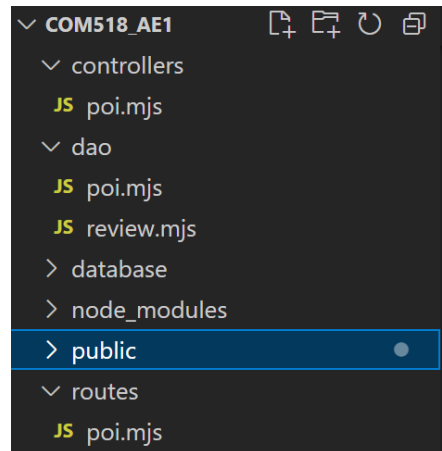 COM518_AE1
controllers
JS poi.mjs
dao
JS poi.mjs
JS review.mjs
database
node_modules
public
routes
JS poi.mjs